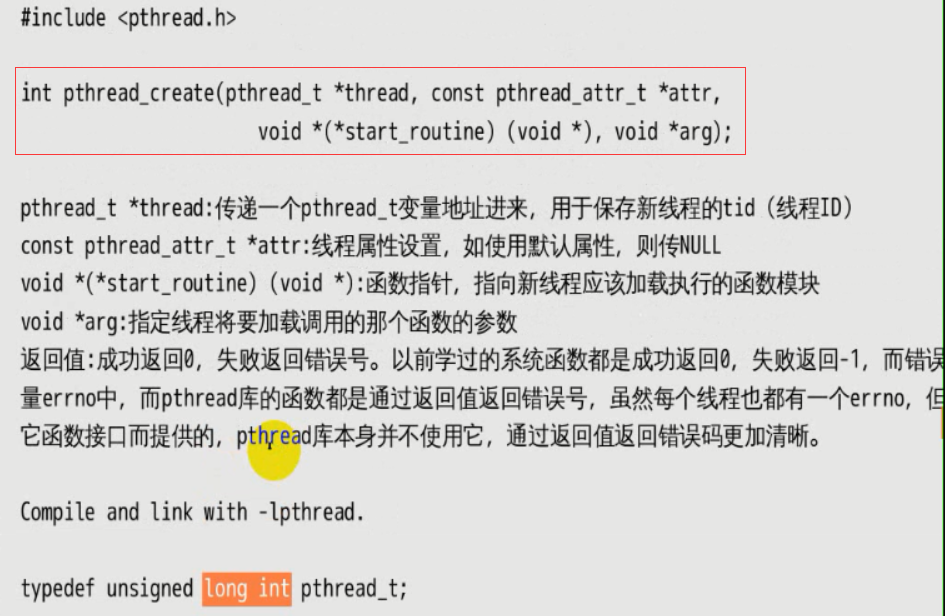 #include <pthread.h>
int pthread_create(pthread_t *thread, const pthread_attr_t *attr,
void *(*start_routine) (void *), void *arg);
pthread_t *thread:传递一个pthread_t变量地址进来，用于保存新线程的tid（线程ID）
const pthread_attr_t *attr:线程属性设置，如使用默认属性，则传NULL
void *(*start_routine) (void *):函数指针，指向新线程应该加载执行的函数模块
void *arg:指定线程将要加载调用的那个函数的参数
返回值:成功返回0，失败返回错误号。以前学过的系统函数都是成功返回0，失败返回-1，而错误
量errno中，而pthread库的函数都是通过返回值返回错误号，虽然每个线程也都有一个errno，但
它函数接口而提供的，pthread库本身并不使用它，通过返回值返回错误码更加清晰。
Compile and link with -lpthread.
typedef unsigned long int pthread_t;